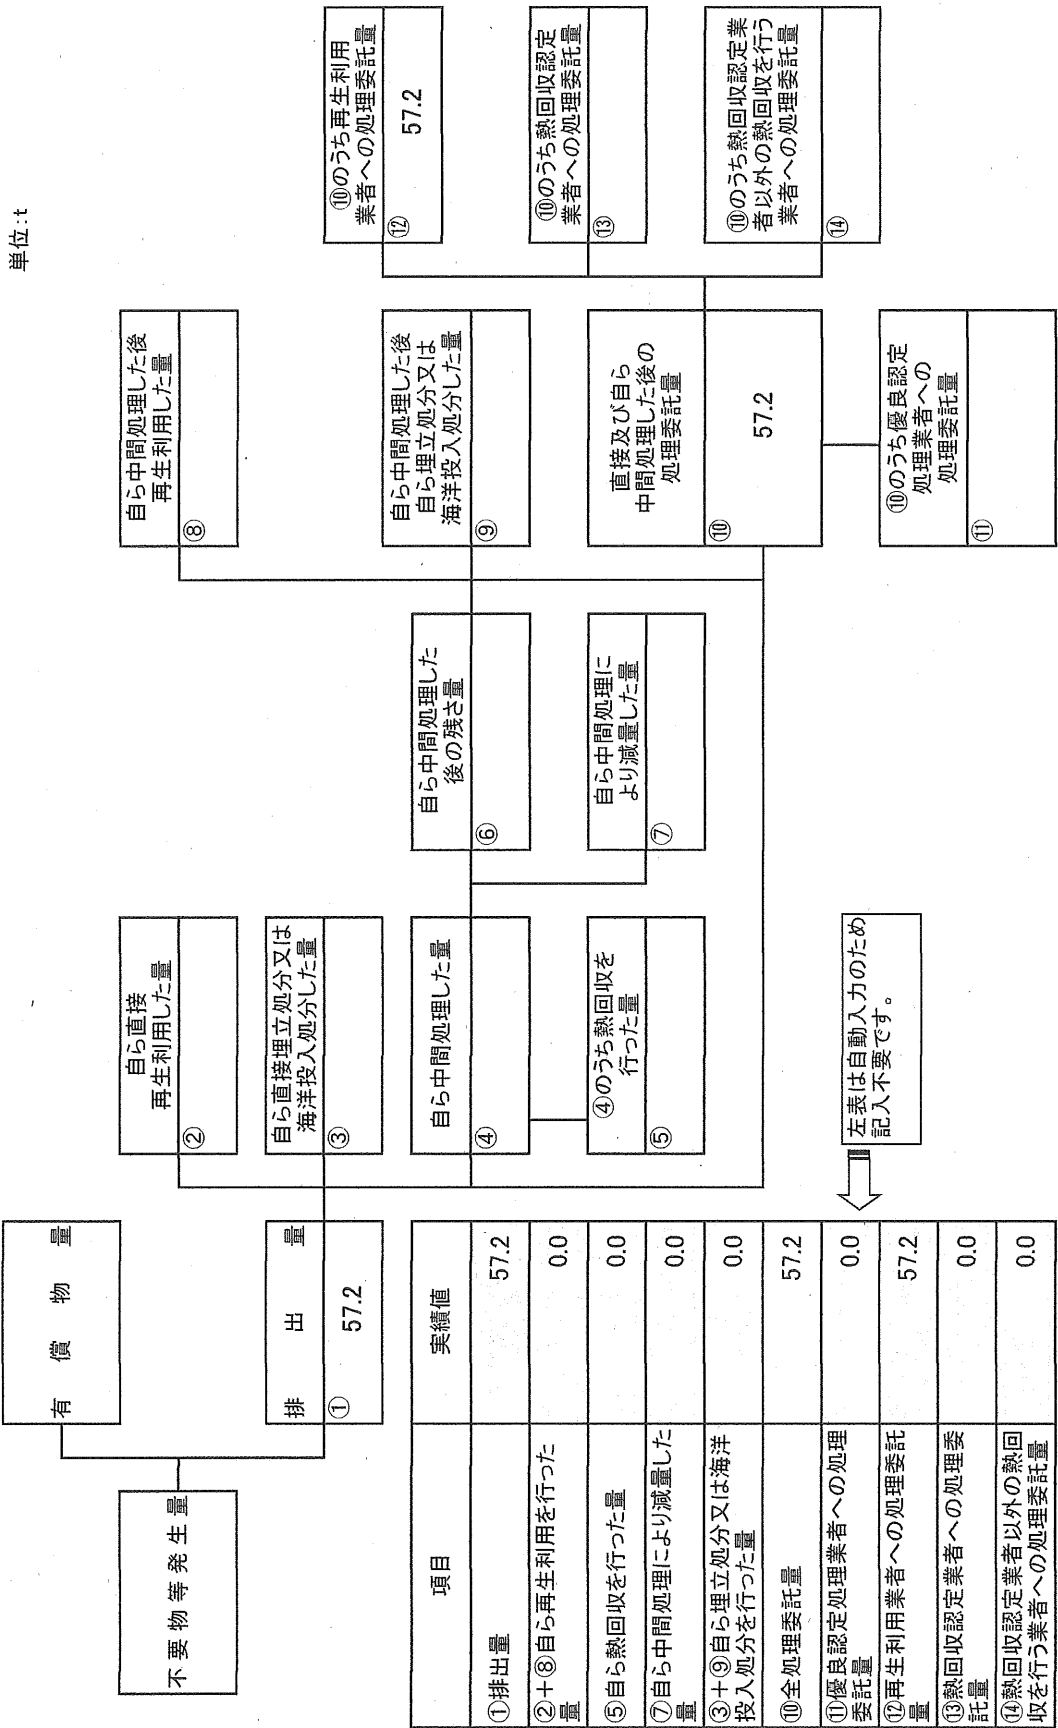 単位:t
不要物等発生量
有償物量
排出量
①
57.2
自ら直接
再生利用した量
②
自ら直接埋立処分又は
海洋投入処分した量
③
自ら中間処理した量
④
④のうち熱回収を
行った量
⑤
自ら中間処理した
後の残さ量
⑥
自ら中間処理に
より減量した量
⑦
自ら中間処理した後
再生利用した量
⑧
自ら中間処理した後
自ら埋立処分又は
海洋投入処分した量
⑨
直接及び自ら
中間処理した後の
処理委託量
⑩
57.2
⑩のうち優良認定
処理業者への
処理委託量
⑪
⑩のうち再生利用
業者への処理委託量
⑫
57.2
⑩のうち熱回収認定
業者への処理委託量
⑬
⑩のうち熱回収認定業
者以外の熱回収を行う
業者への処理委託量
⑭
項目 実績値
①排出量 57.2
②+⑧自ら再生利用を行った
量 0.0
⑤自ら熱回収を行った量 0.0
⑦自ら中間処理により減量した
量 0.0
③+⑨自ら埋立処分又は海洋
投入処分を行った量 0.0
⑩全処理委託量 57.2
⑪優良認定処理業者への処理
委託量 0.0
⑫再生利用業者への処理委託
量 57.2
⑬熱回収認定業者への処理委
託量 0.0
⑭熱回収認定業者以外の熱回
収を行う業者への処理委託量 0.0
左表は自動入力のため
記入不要です。